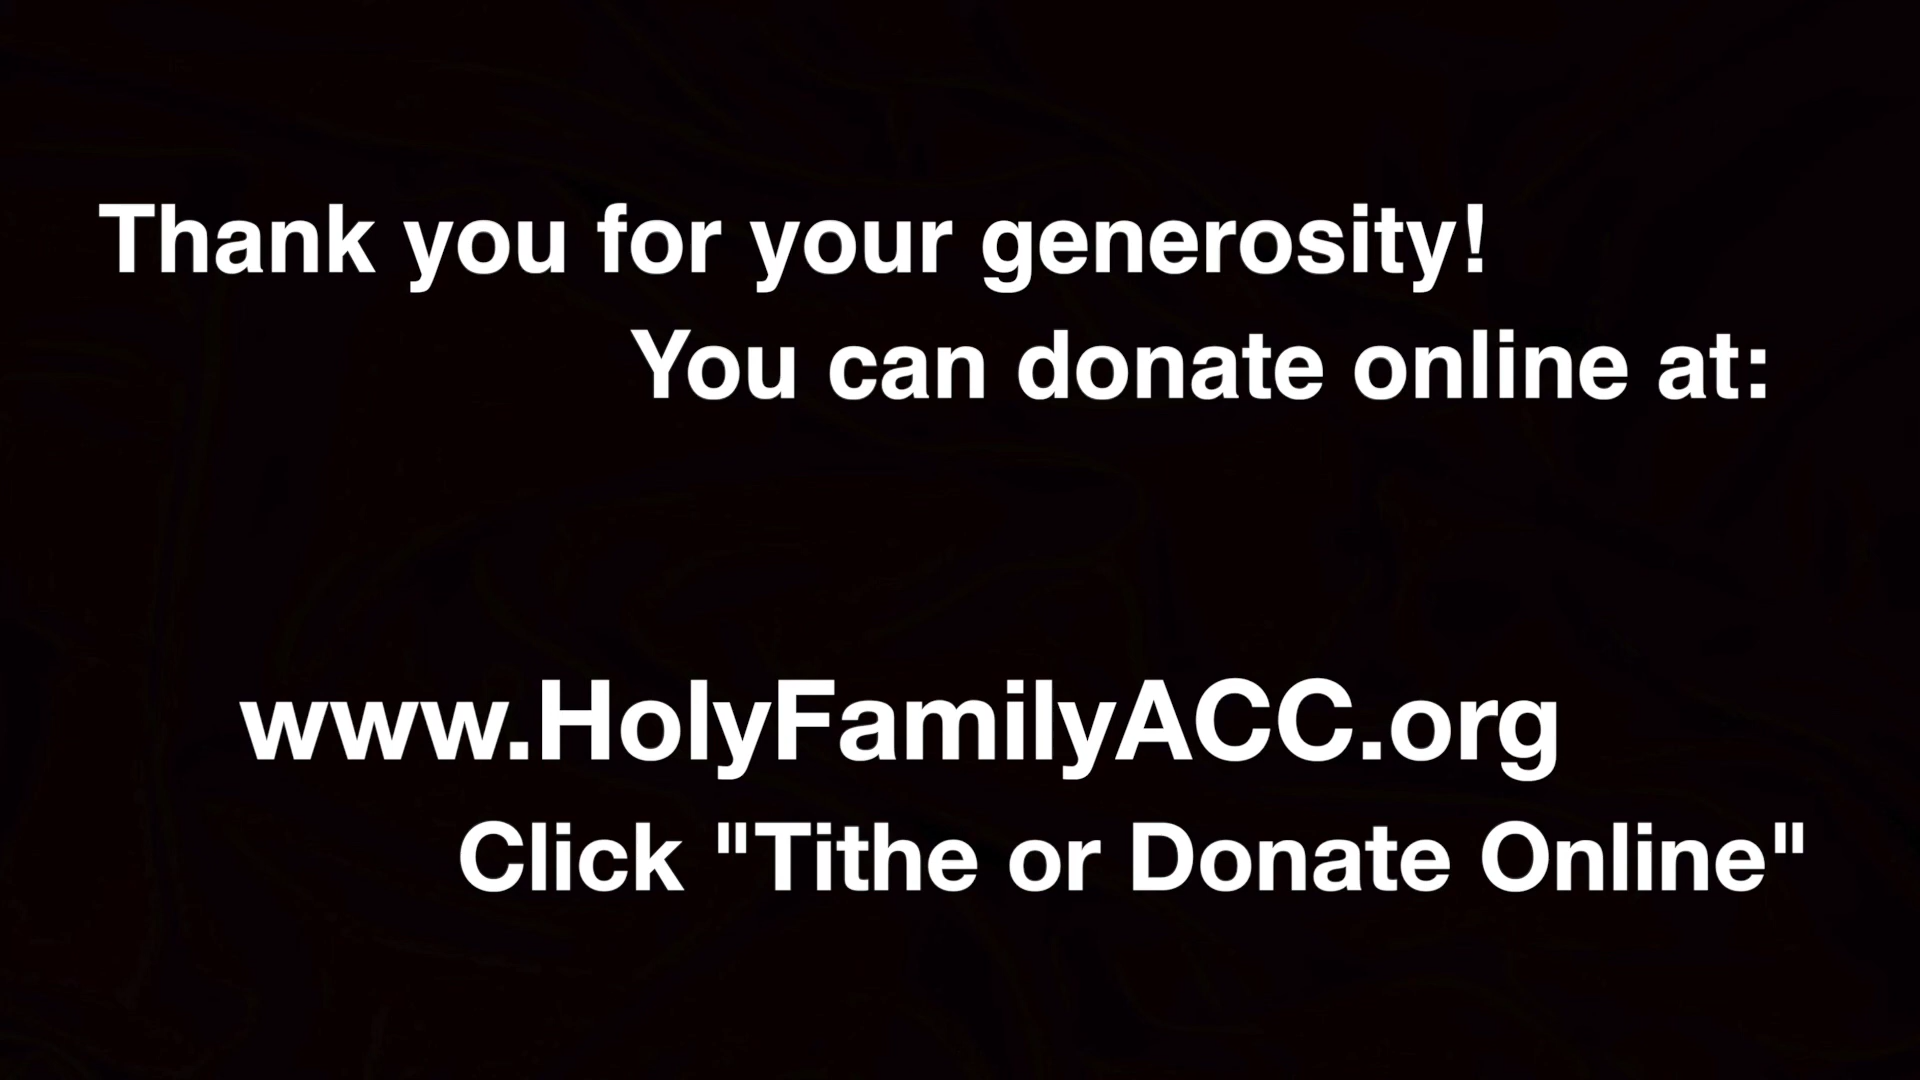 Thank you for your generosity!
You can donate online at:
www.HolyFamilyACC.org
Click "Tithe or Donate Online"